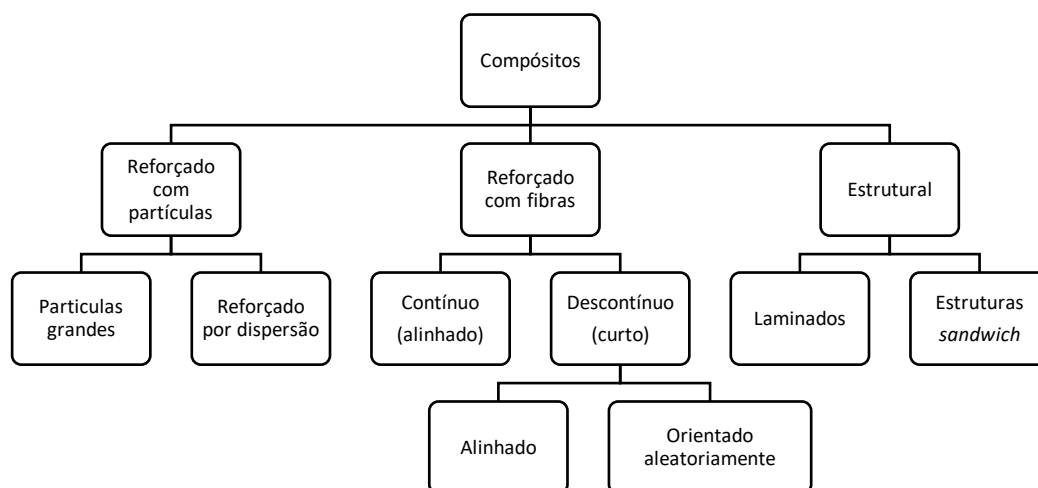 Compósitos
Reforçado
com
partículas
Reforçado
com fibras
Estrutural
Particulas
grandes
Reforçado
por dispersão
Contínuo
(alinhado)
Descontínuo
(curto)
Laminados
Estruturas
sandwich
Alinhado
Orientado
aleatoriamente